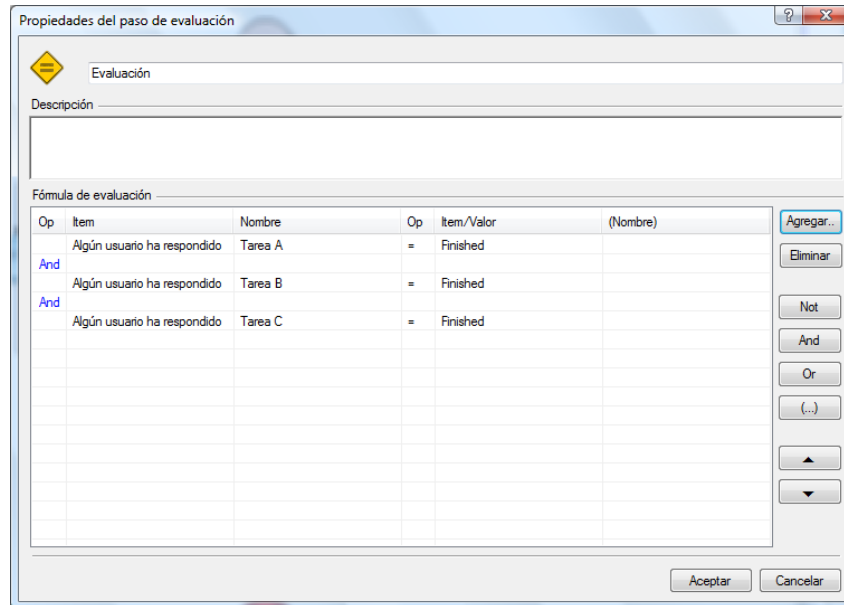 Propiedades del paso de evaluación
?
Evaluación
Descripción
Fórmula de evaluación
Op Item Nombre Op Item/Valor (Nombre)
Algún usuario ha respondido Tarea A = Finished
And
Algún usuario ha respondido Tarea B = Finished
And
Algún usuario ha respondido Tarea C = Finished
Agregar..
Eliminar
Not
And
Or
(...)
Aceptar Cancelar